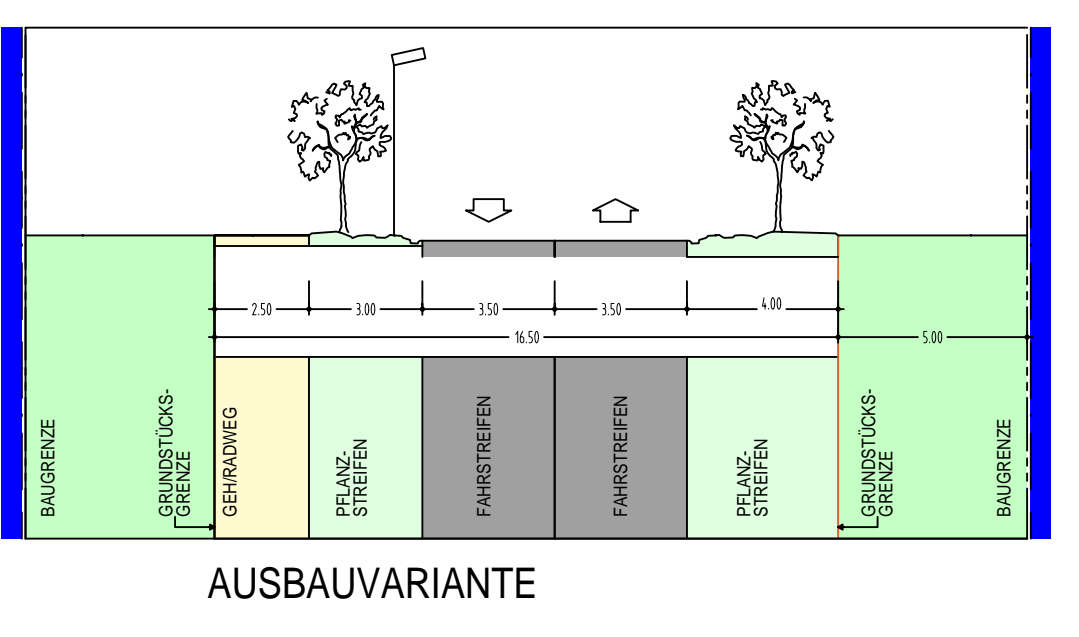 2.50
3.00
3.50
3.50
4.00
16.50
5.00
BAUGRENZE
GRUNDSTÜCKS-
GRENZE
GEH/RADWEG
PFLANZ-
STREIFEN
FAHRSTREIFEN
FAHRSTREIFEN
PFLANZ-
STREIFEN
GRUNDSTÜCKS-
GRENZE
BAUGRENZE
AUSBAUVARIANTE